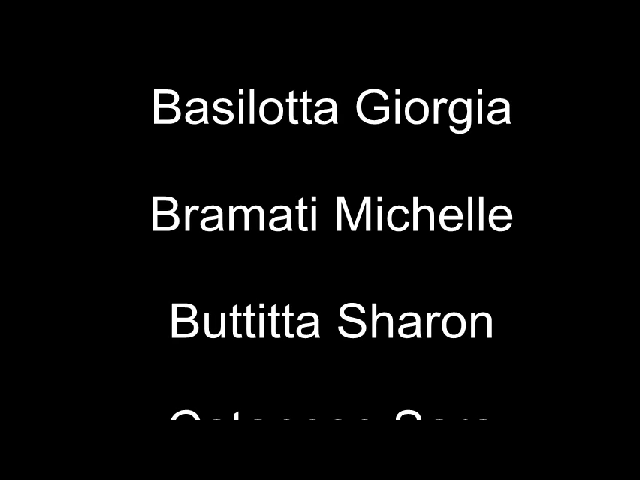 Basilotta Giorgia
Bramati Michelle
Buttitta Sharon